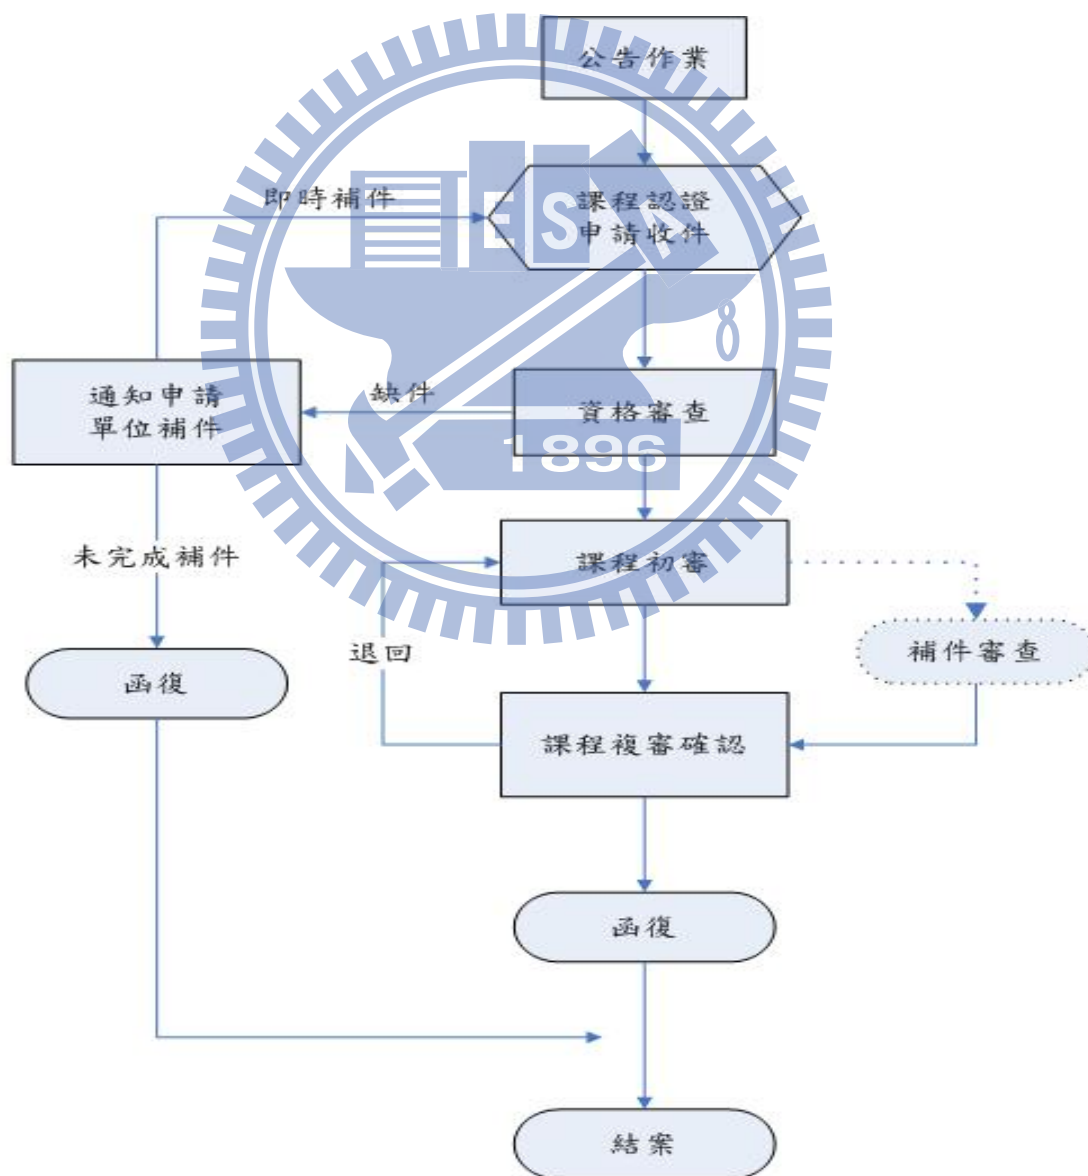 公告作業
即時補件
課程認證
申請收件
ESA
8
通知申請
單位補件
缺件
資格審查
1896
未完成補件
課程初審
退回
補件審查
函復
課程複審確認
函復
結案